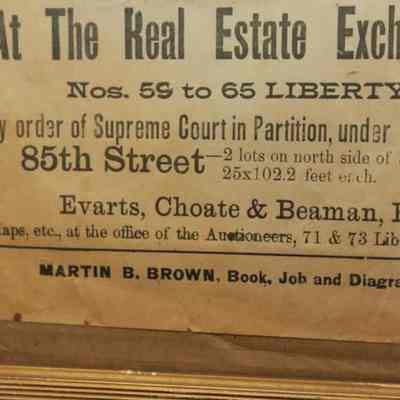 At The Real Estate Exch
Nos. 59 to 65 LIBERTY
y order of Supreme Court in Partition, under
85th Street—2 lots on north side of
25x102.2 feet each.
Evarts, Choate & Beaman,
aps, etc., at the office of the Auctioneers, 71 & 73 Lib
MARTIN B. BROWN, Book, Job and Diagra